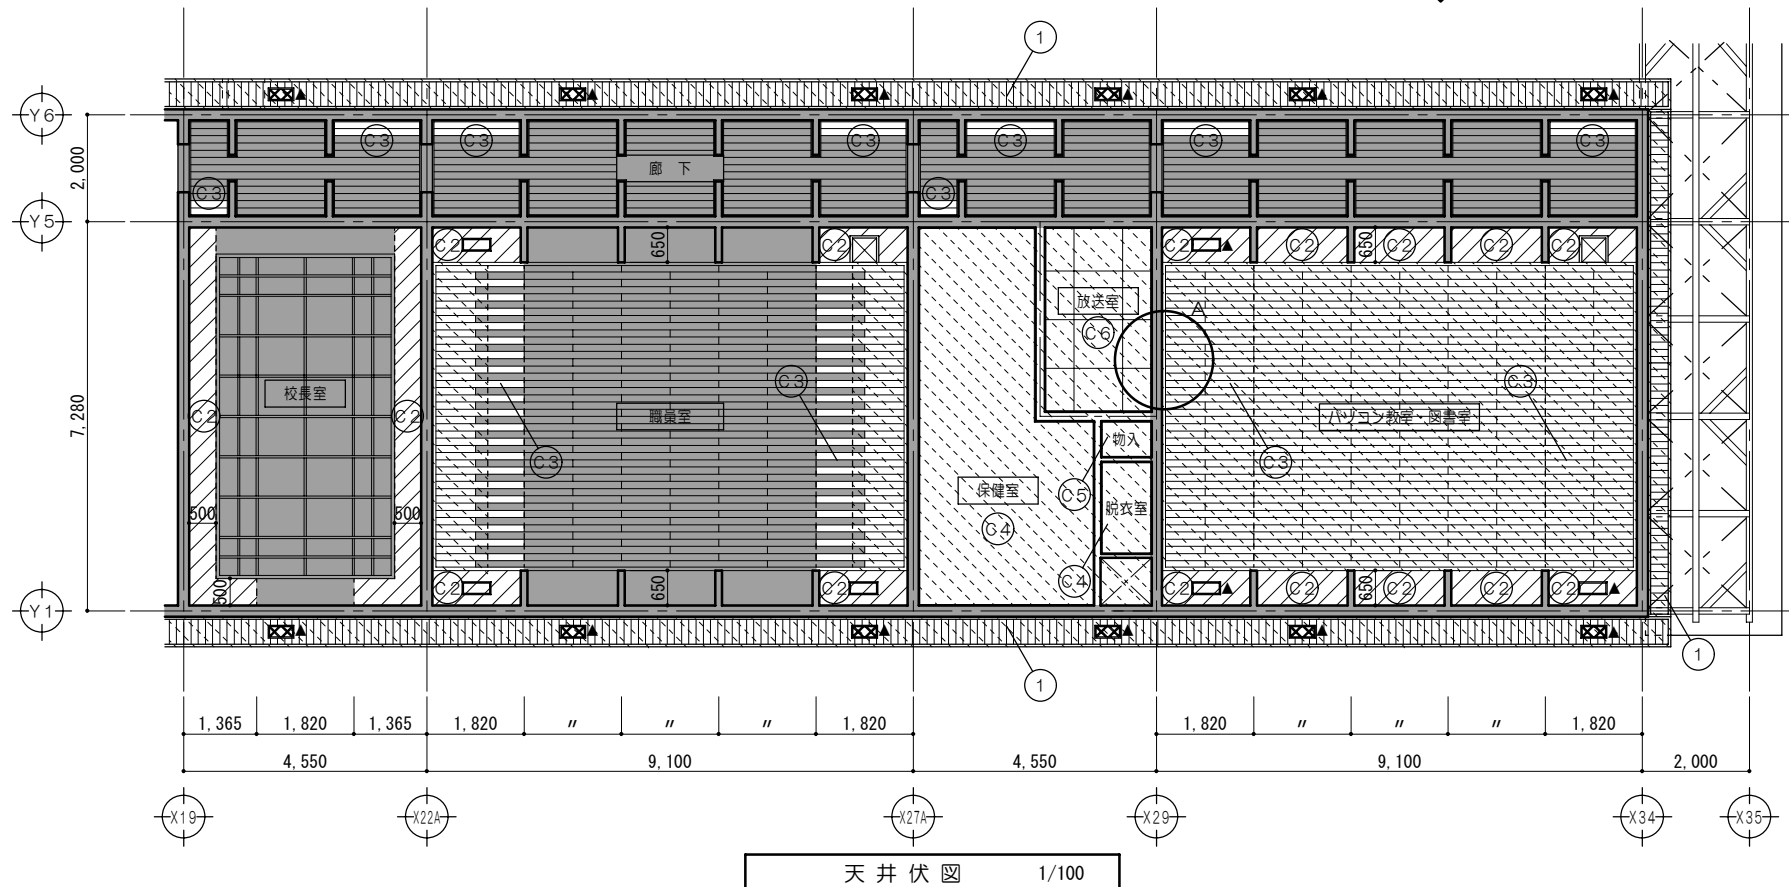 1
Y6
C3 C3 C3 C3 C3 C3
2,000
廊下
C3 C3
Y5
C2 650 C2 C2 C2 650 C2 C2 C2
放送室
A
C6
C3 C3
校長室
C2 C2
7,280
職員室
パソコン教室・図書室
物入
C3 C3
保健室
C5
脱衣室
500 500
C4
C4
500
C2 650 C2 C2 C2 650 C2 C2 C2
Y1
1 1
1,365 1,820 1,365 1,820 〃 〃 〃 1,820 1,820 〃 〃 〃 1,820
4,550 9,100 4,550 9,100 2,000
X19 X22A X27A X29 X34 X35
天井伏図 1/100